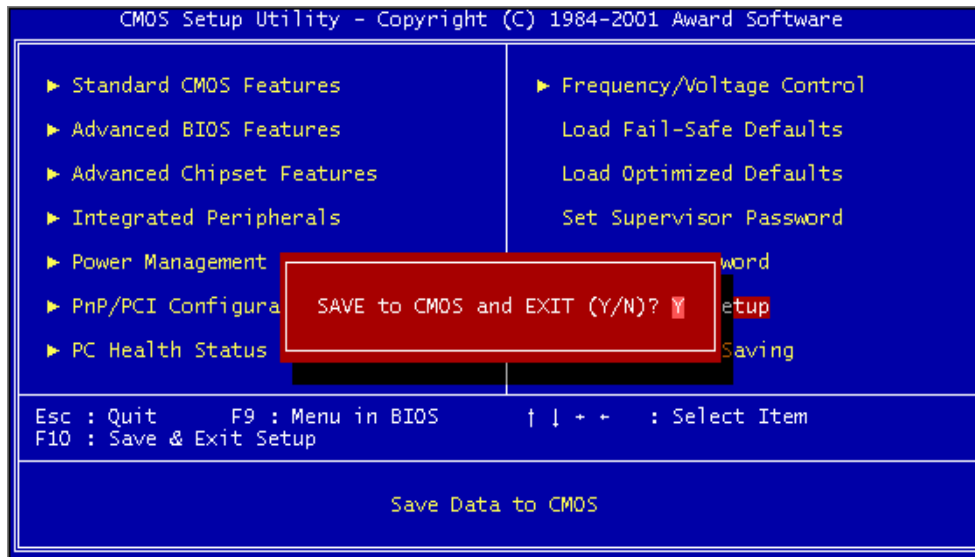 CMOS Setup Utility - Copyright (C) 1984-2001 Award Software
► Standard CMOS Features
► Advanced BIOS Features
► Advanced Chipset Features
► Integrated Peripherals
► Power Management
► PnP/PCI Configura
► PC Health Status
► Frequency/Voltage Control
Load Fail-Safe Defaults
Load Optimized Defaults
Set Supervisor Password
word
etup
Saving
SAVE to CMOS and EXIT (Y/N)? Y
Esc : Quit F9 : Menu in BIOS ↑ ↓ ← ← : Select Item
F10 : Save & Exit Setup
Save Data to CMOS